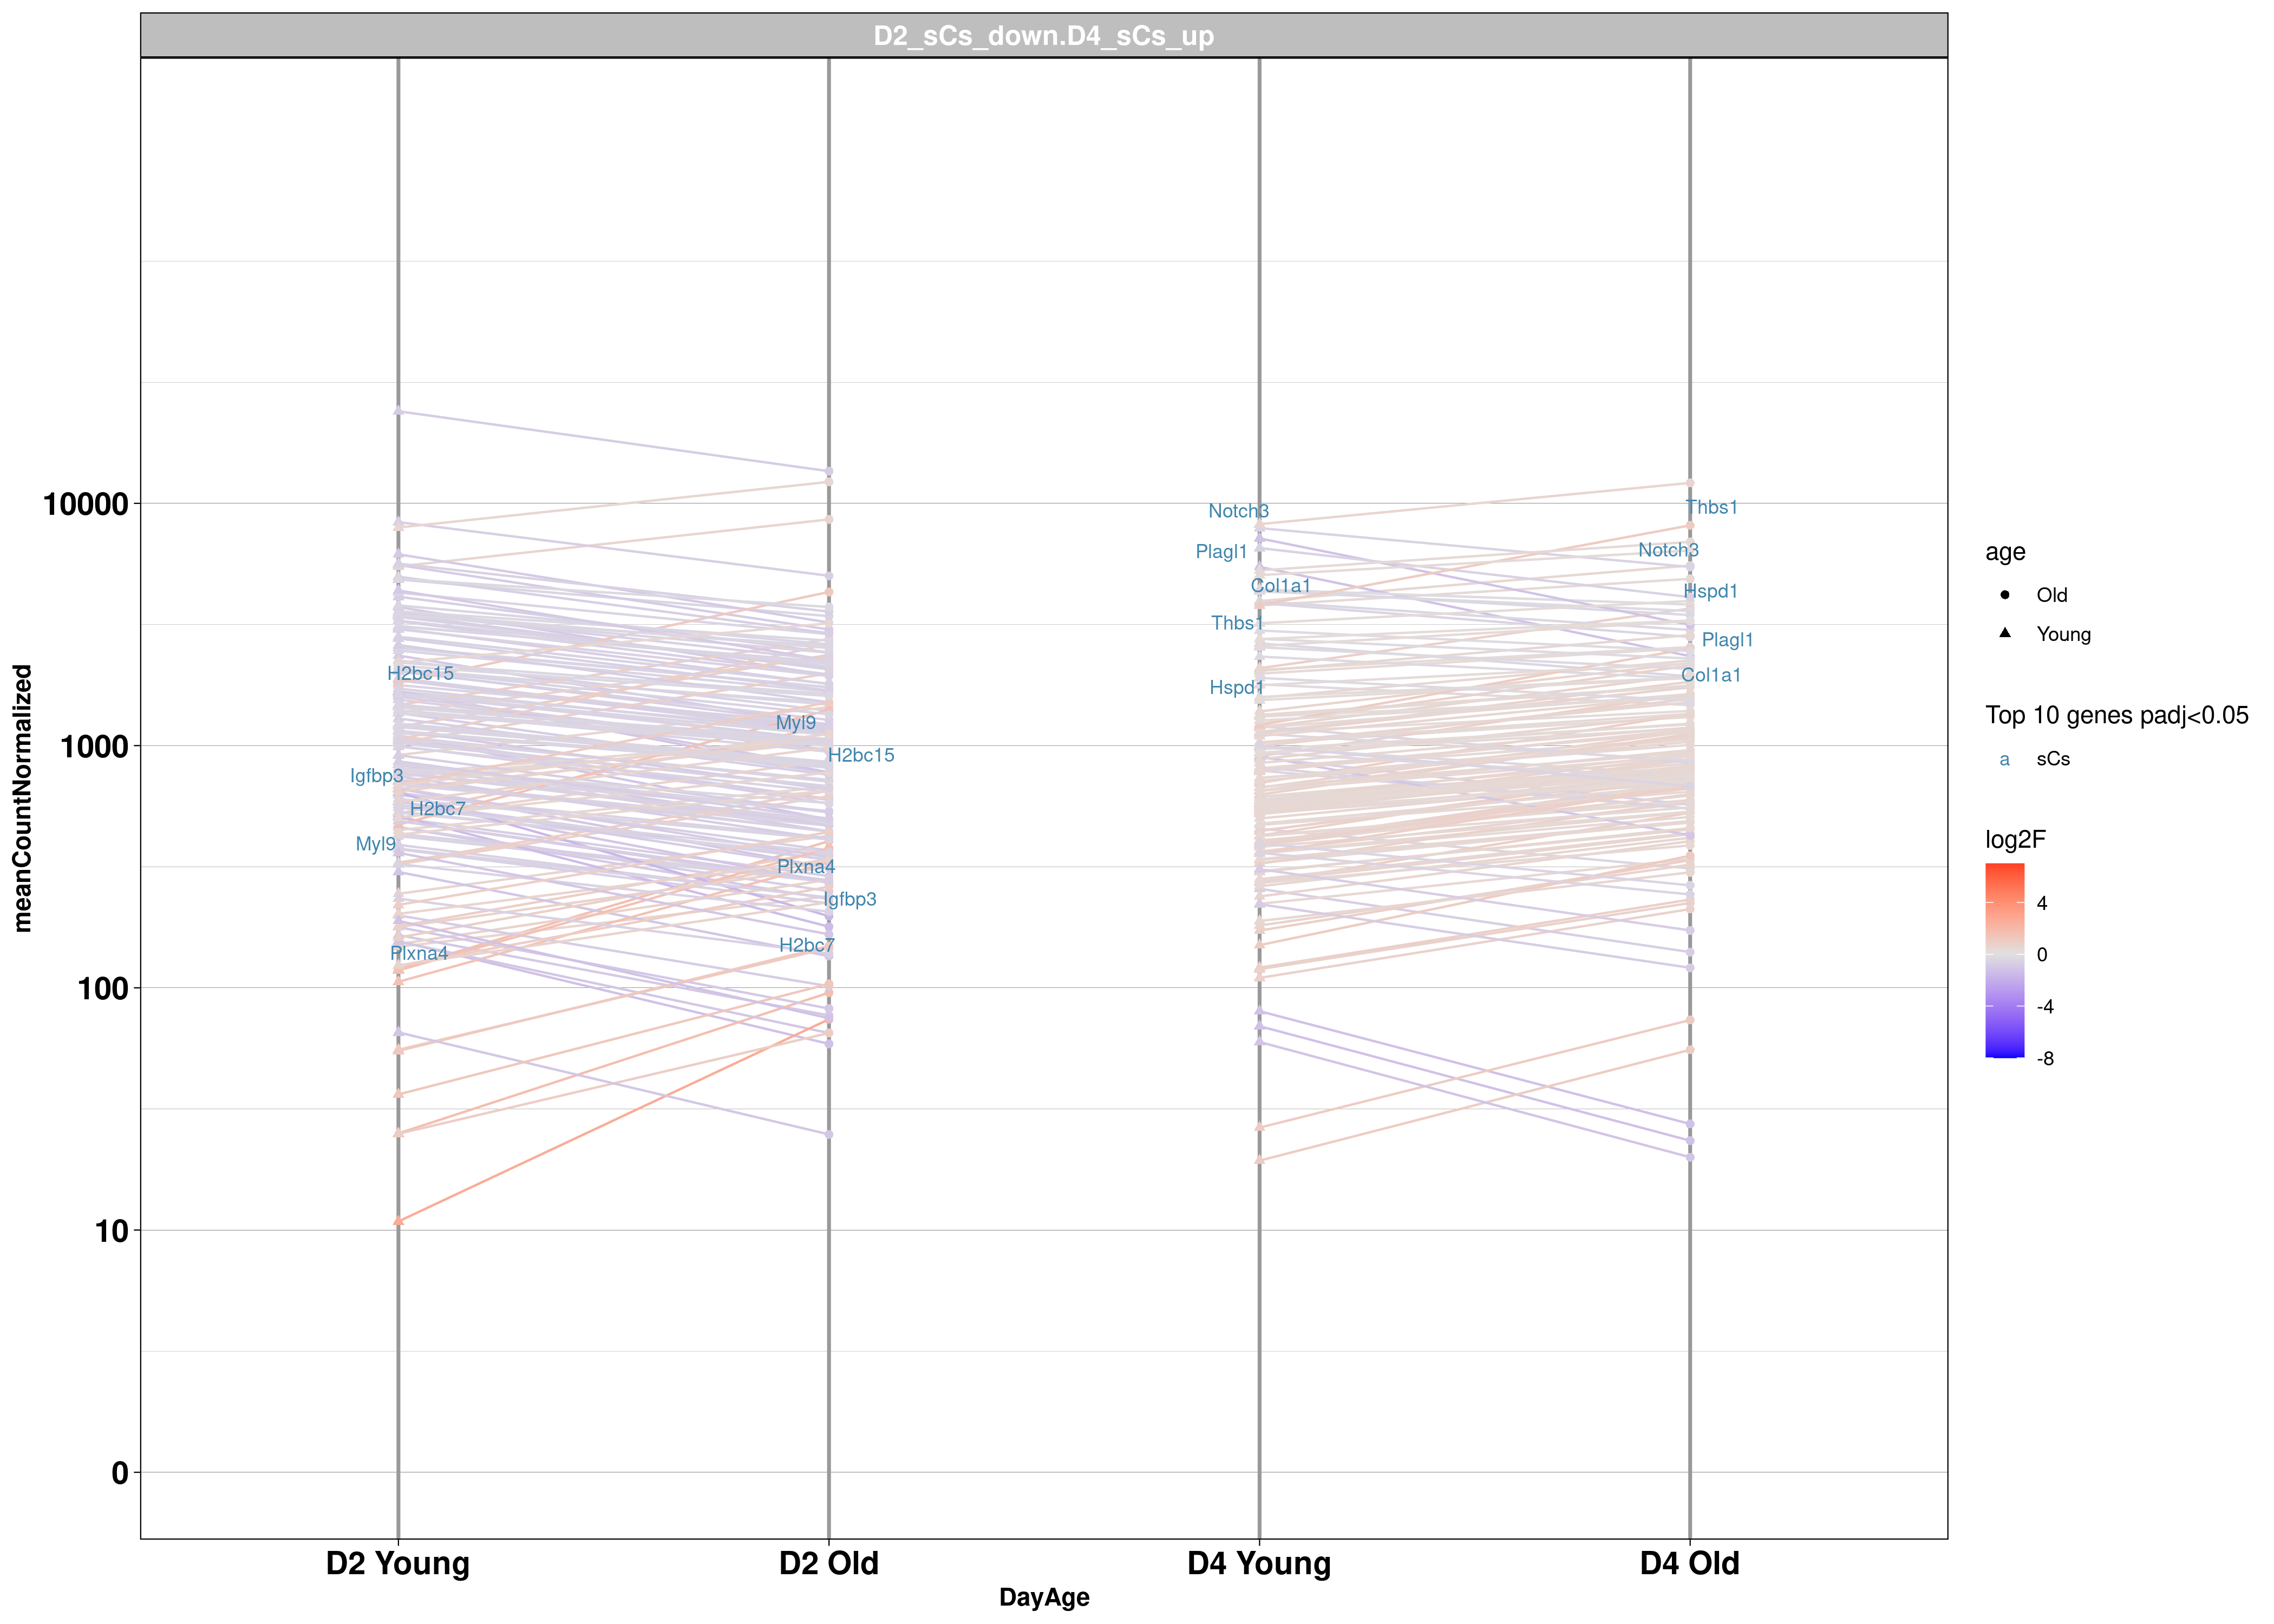 D2_sCs_down.D4_sCs_up
meanCountNormalized
10000
1000
100
10
0
Notch3
Thbs1
Plagl1
Notch3
Col1a1
Hspd1
Thbs1
Plagl1
H2bc15
Hspd1
Col1a1
Myl9
H2bc15
Igfbp3
H2bc7
Myl9
Plxna4
Igfbp3
H2bc7
Plxna4
D2 Young
D2 Old
D4 Young
D4 Old
DayAge
age
Old
Young
Top 10 genes padj<0.05
a sCs
log2F
4
0
-4
-8